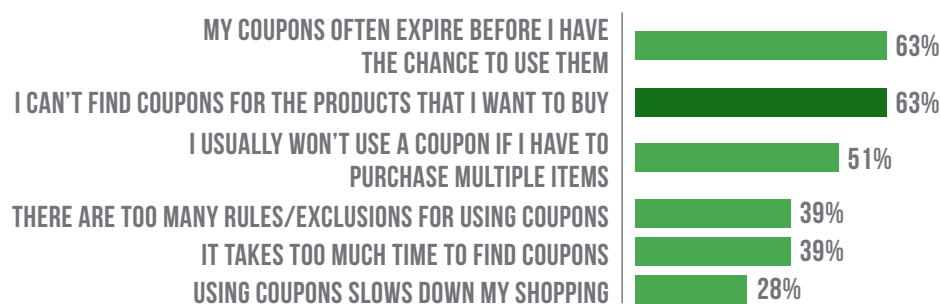 MY COUPONS OFTEN EXPIRE BEFORE I HAVE
THE CHANCE TO USE THEM
63%
I CAN'T FIND COUPONS FOR THE PRODUCTS THAT I WANT TO BUY
63%
I USUALLY WON'T USE A COUPON IF I HAVE TO
PURCHASE MULTIPLE ITEMS
51%
THERE ARE TOO MANY RULES/EXCLUSIONS FOR USING COUPONS
39%
IT TAKES TOO MUCH TIME TO FIND COUPONS
39%
USING COUPONS SLOWS DOWN MY SHOPPING
28%